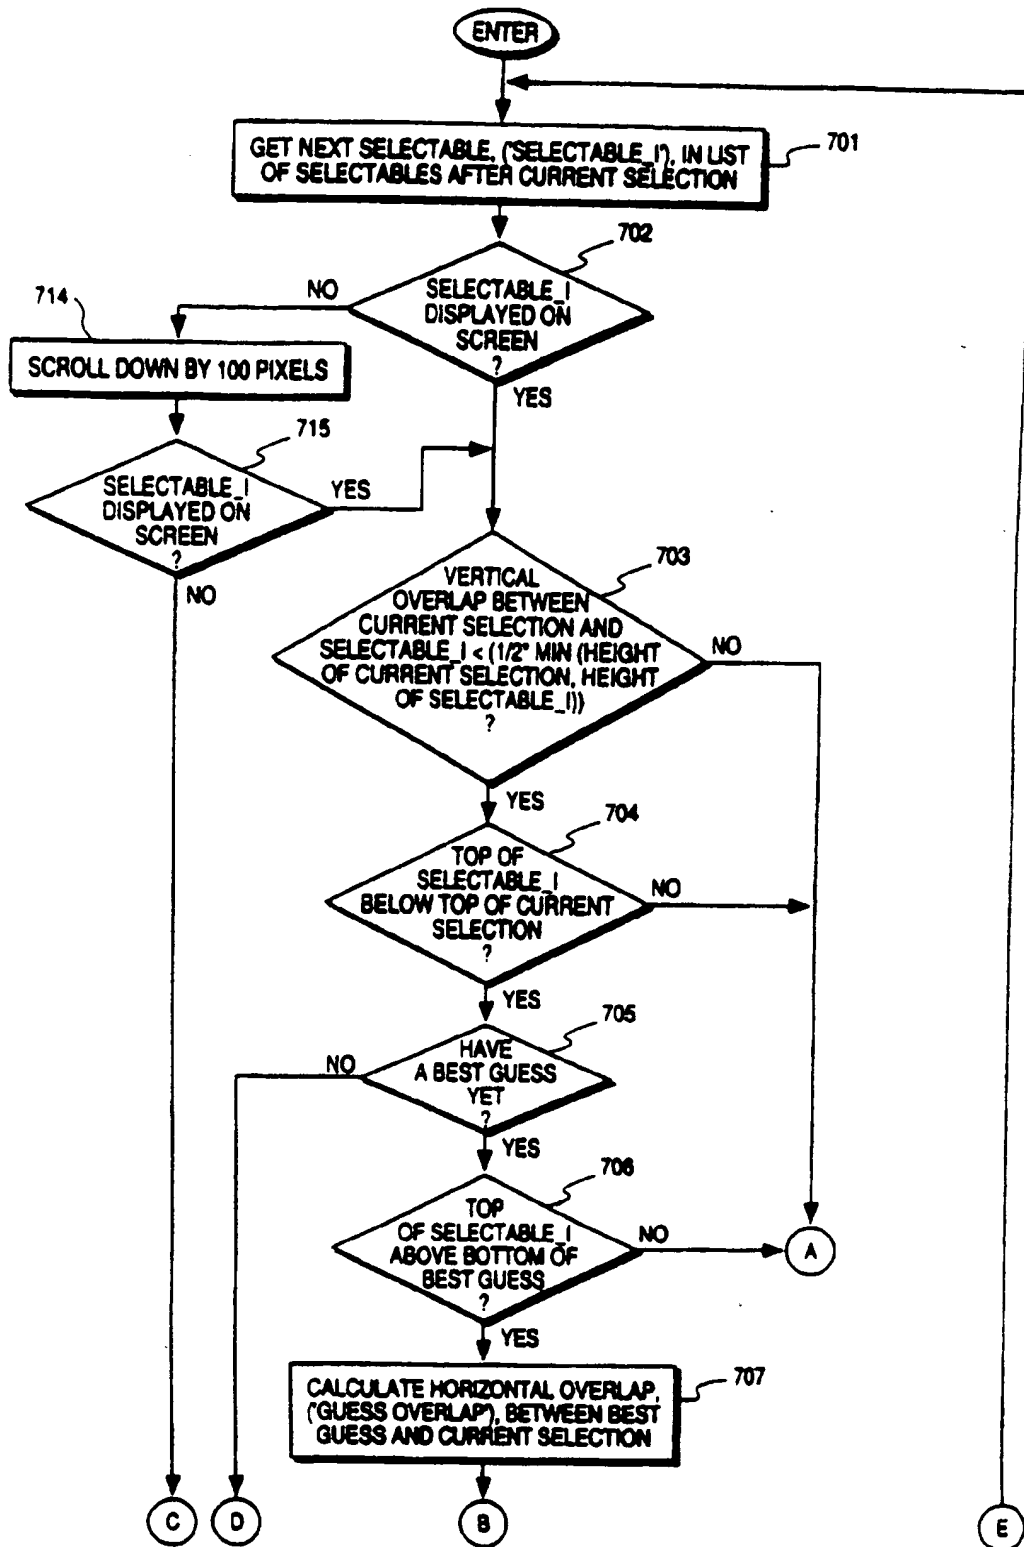 ENTER
GET NEXT SELECTABLE, ('SELECTABLE_I'), IN LIST
OF SELECTABLES AFTER CURRENT SELECTION
701
702
SELECTABLE_I
DISPLAYED ON
SCREEN
?
NO
YES
714
SCROLL DOWN BY 100 PIXELS
715
SELECTABLE_I
DISPLAYED ON
SCREEN
?
YES
NO
703
VERTICAL
OVERLAP BETWEEN
CURRENT SELECTION AND
SELECTABLE_I < (1/2* MIN (HEIGHT
OF CURRENT SELECTION, HEIGHT
OF SELECTABLE_I))
?
NO
YES
704
TOP OF
SELECTABLE_I
BELOW TOP OF CURRENT
SELECTION
?
NO
YES
705
HAVE
A BEST GUESS
YET
?
NO
YES
706
TOP
OF SELECTABLE_I
ABOVE BOTTOM OF
BEST GUESS
?
NO
A
YES
707
CALCULATE HORIZONTAL OVERLAP,
('GUESS OVERLAP'), BETWEEN BEST
GUESS AND CURRENT SELECTION
C
D
B
E